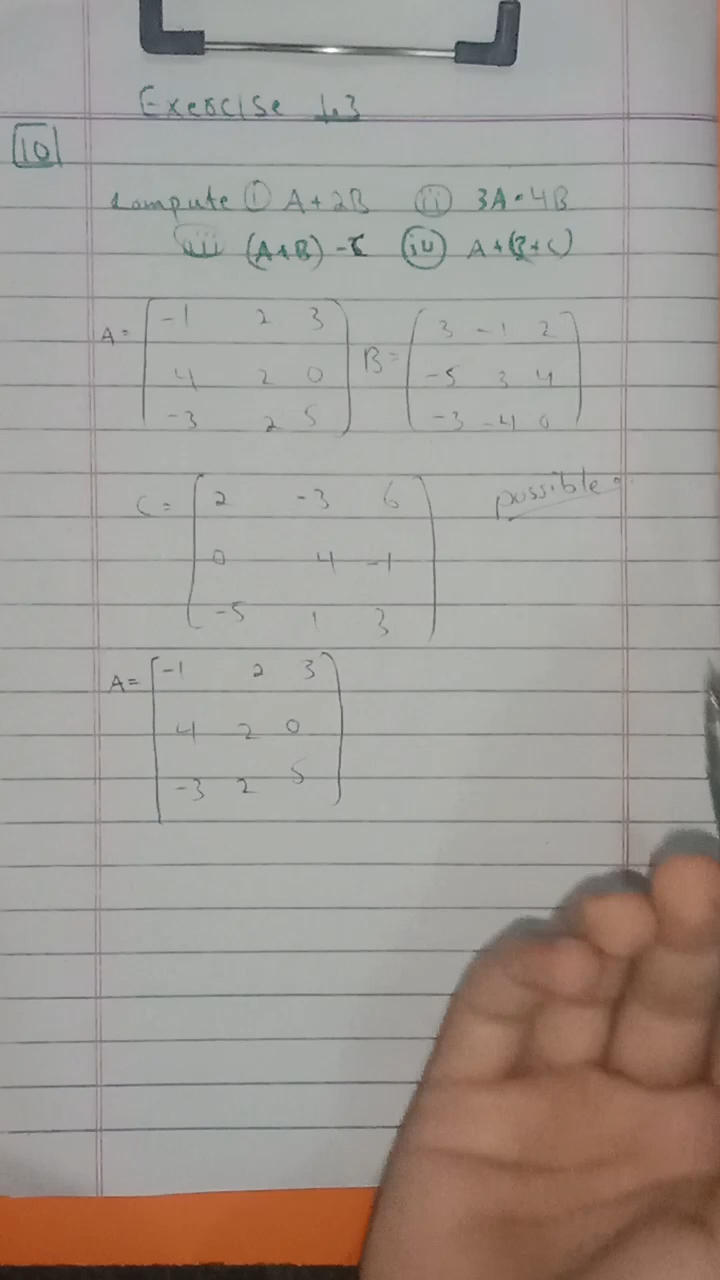 Exercise 1.3
10
compute (i) A+2B (ii) 3A-4B
(iii) (A+B)-C (iv) A+(B+C)
A= [-1 2 3 B= [3 -1 2
4 2 0 -5 3 4
-3 2 5] -3 -4 0]
C= [2 -3 6 possible.
0 4 -1
-5 1 3]
A= [-1 2 3
4 2 0
-3 2 5]